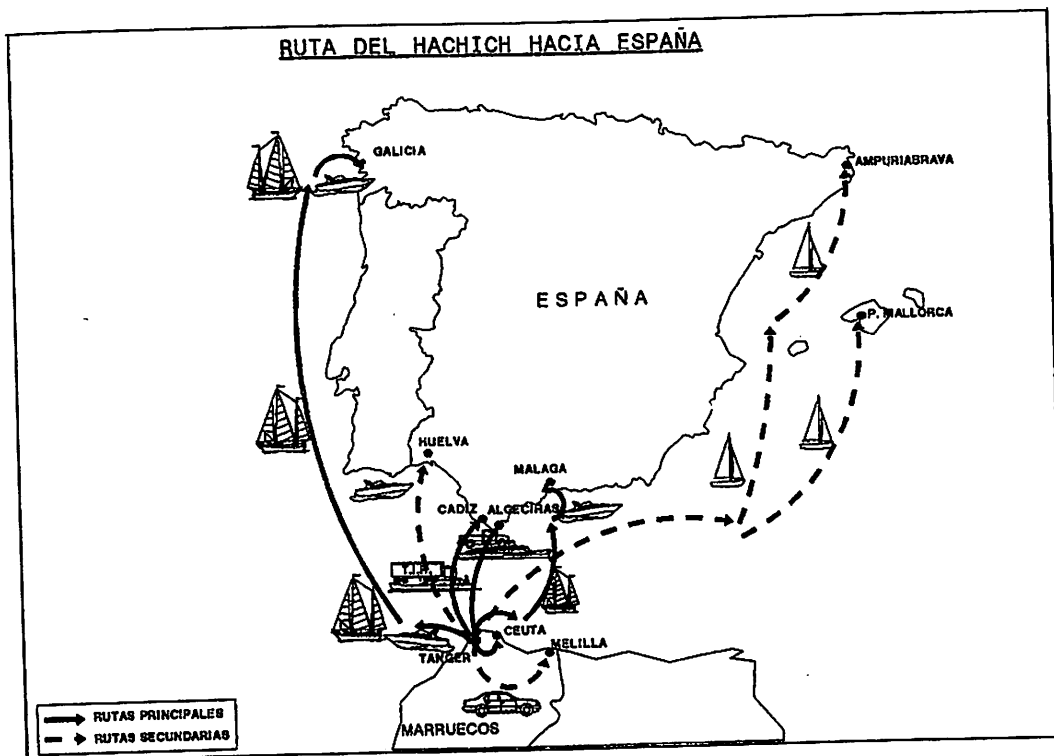 RUTA DEL HACHICH HACIA ESPAÑA
GALICIA
AMPURIABRAVA
ESPAÑA
P. MALLORCA
HUELVA
MALAGA
CADIZ
ALGECIRAS
T.I.R.
CEUTA
TANGER
MELILLA
MARRUECOS
RUTAS PRINCIPALES
RUTAS SECUNDARIAS